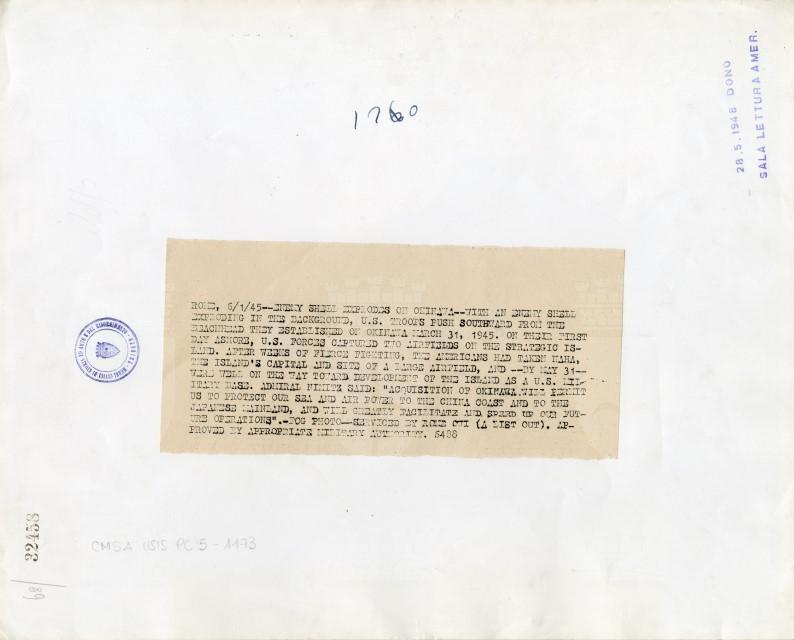 1760
28.5.1948 DONO
SALA LETTURA AMER.
ROME, 6/1/45--ENEMY SHELL EXPLODES ON OKINAWA--WITH AN ENEMY SHELL
EXPLODING IN THE BACKGROUND, U.S. TROOPS PUSH SOUTHWARD FROM THE
BEACHHEAD THEY ESTABLISHED ON OKINAWA MARCH 31, 1945. ON THEIR FIRST
DAY ASHORE, U.S. FORCES CAPTURED TWO AIRFIELDS ON THE STRATEGIC IS-
LAND. AFTER WEEKS OF FIERCE FIGHTING, THE AMERICANS HAD TAKEN NAHA,
THE ISLAND'S CAPITAL AND SITE OF A LARGE AIRFIELD, AND --BY MAY 31--
WERE WELL ON THE WAY TOWARD DEVELOPMENT OF THE ISLAND AS A U.S. MIL-
ITARY BASE. ADMIRAL NIMITZ SAID: "ACQUISITION OF OKINAWA WILL PERMIT
US TO PROTECT OUR SEA AND AIR POWER TO THE CHINA COAST AND TO THE
JAPANESE MAINLAND, AND WILL GREATLY FACILITATE AND SPEED UP OUR FUT-
URE OPERATIONS".-FCG PHOTO--SERVICED BY ROME OWI (A LIST OUT). AP-
PROVED BY APPROPRIATE MILITARY AUTHORITY. 6488
32458
CMSA USIS PC 5 - 1173
68/